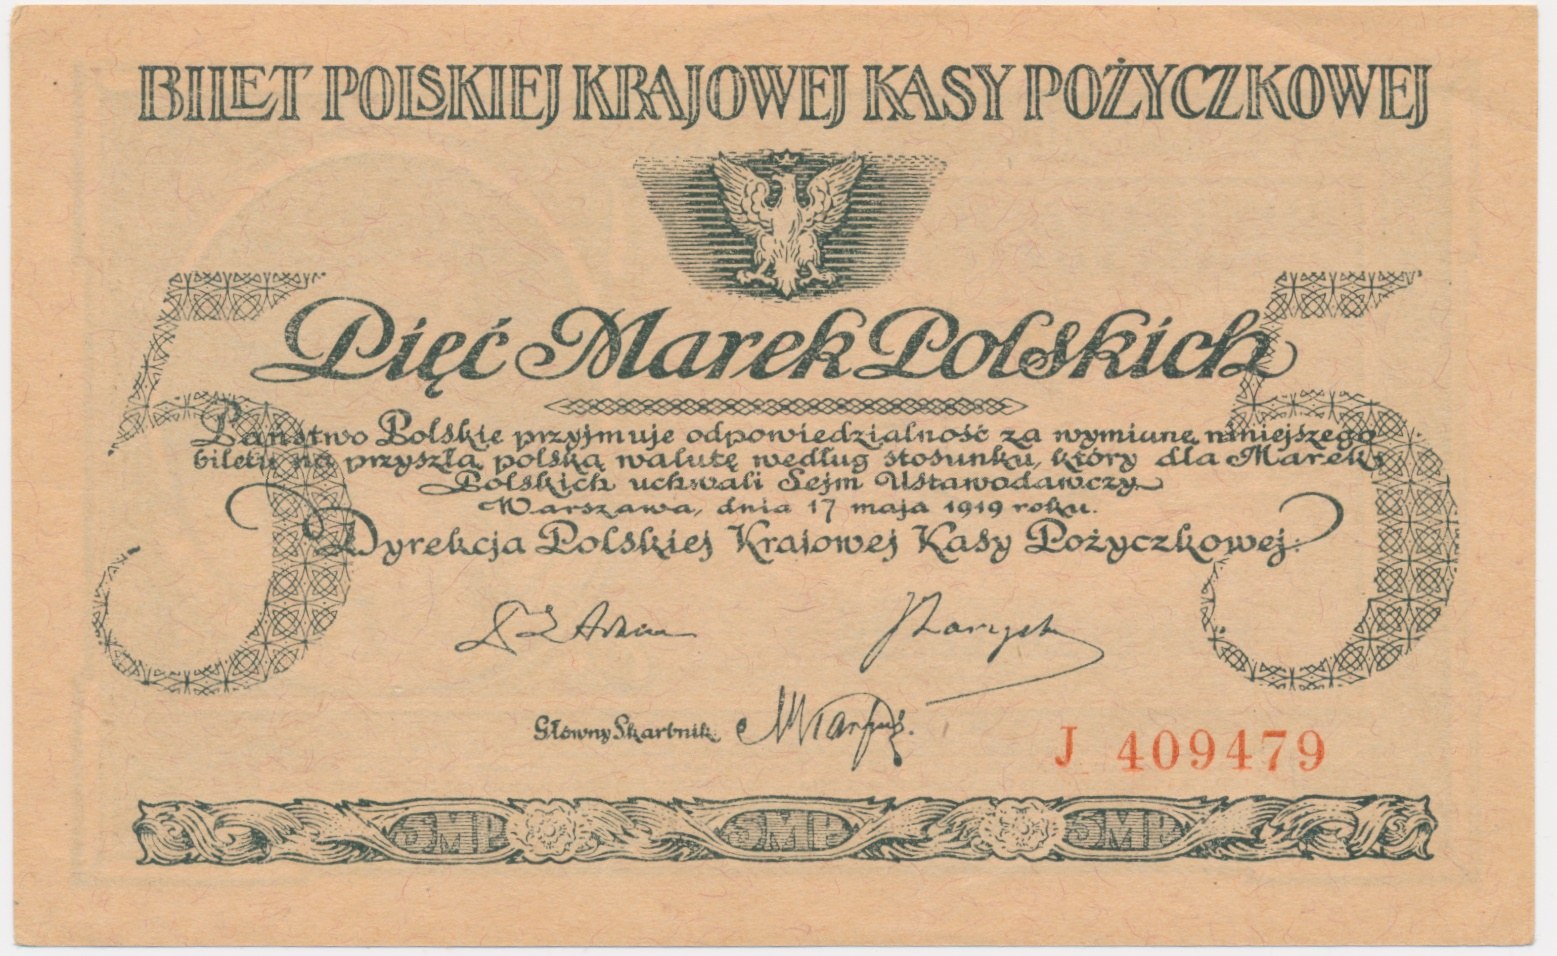 BILET POLSKIEJ KRAJOWEJ KASY POŻYCZKOWEJ
5 5
Pięć Marek Polskich
Państwo Polskie przyjmuje odpowiedzialność za wymianę niniejszego
biletu na przyszłą polską walutę według stosunku, który dla Marek
Polskich uchwali Sejm Ustawodawczy.
Warszawa, dnia 17 maja 1919 roku.
Dyrekcja Polskiej Krajowej Kasy Pożyczkowej:
Główny Skarbnik
J 409479
5MP 5MP 5MP